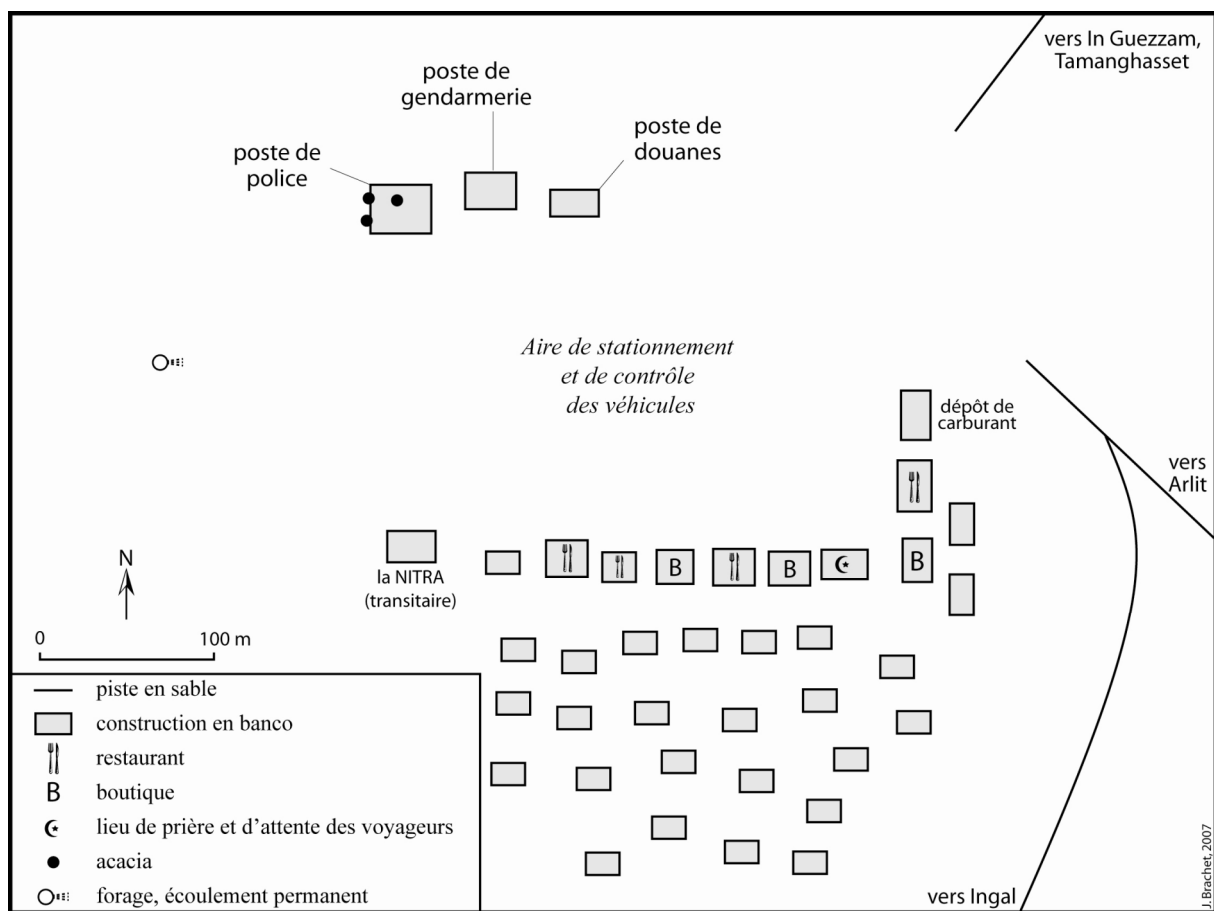 vers In Guezzam,
Tamanghasset
poste de
gendarmerie
poste de
douanes
poste de
police
Aire de stationnement
et de contrôle
des véhicules
dépôt de
carburant
vers
Arlit
N
la NITRA
(transitaire)
B
B
B
0 100 m
piste en sable
construction en banco
restaurant
B boutique
lieu de prière et d'attente des voyageurs
acacia
forage, écoulement permanent
vers Ingal
J. Brachet, 2007